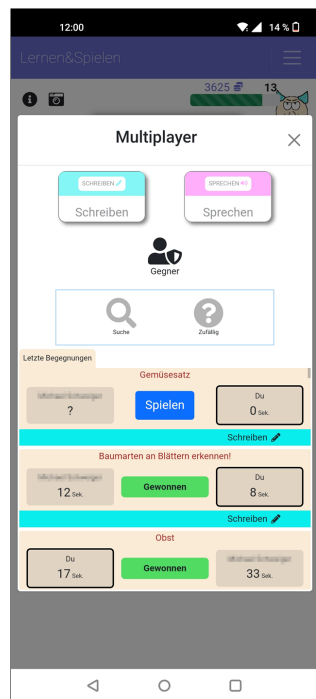 12:00
14 %
Lernen&Spielen
3625
13
Multiplayer
SCHREIBEN
SPRECHEN
Schreiben
Sprechen
Gegner
Suche
Zufällig
Letzte Begegnungen
Gemüsesatz
?
Spielen
Du
0 Sek.
Schreiben
Baumarten an Blättern erkennen!
12 Sek.
Gewonnen
Du
8 Sek.
Schreiben
Obst
Du
17 Sek.
Gewonnen
33 Sek.